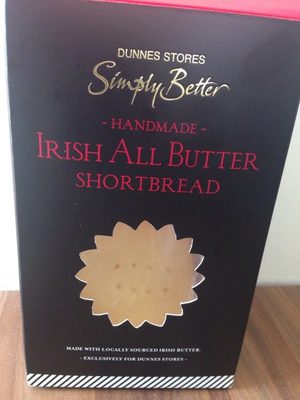 DUNNES STORES
Simply Better
- HANDMADE -
IRISH ALL BUTTER
SHORTBREAD
MADE WITH LOCALLY SOURCED IRISH BUTTER.
- EXCLUSIVELY FOR DUNNES STORES -